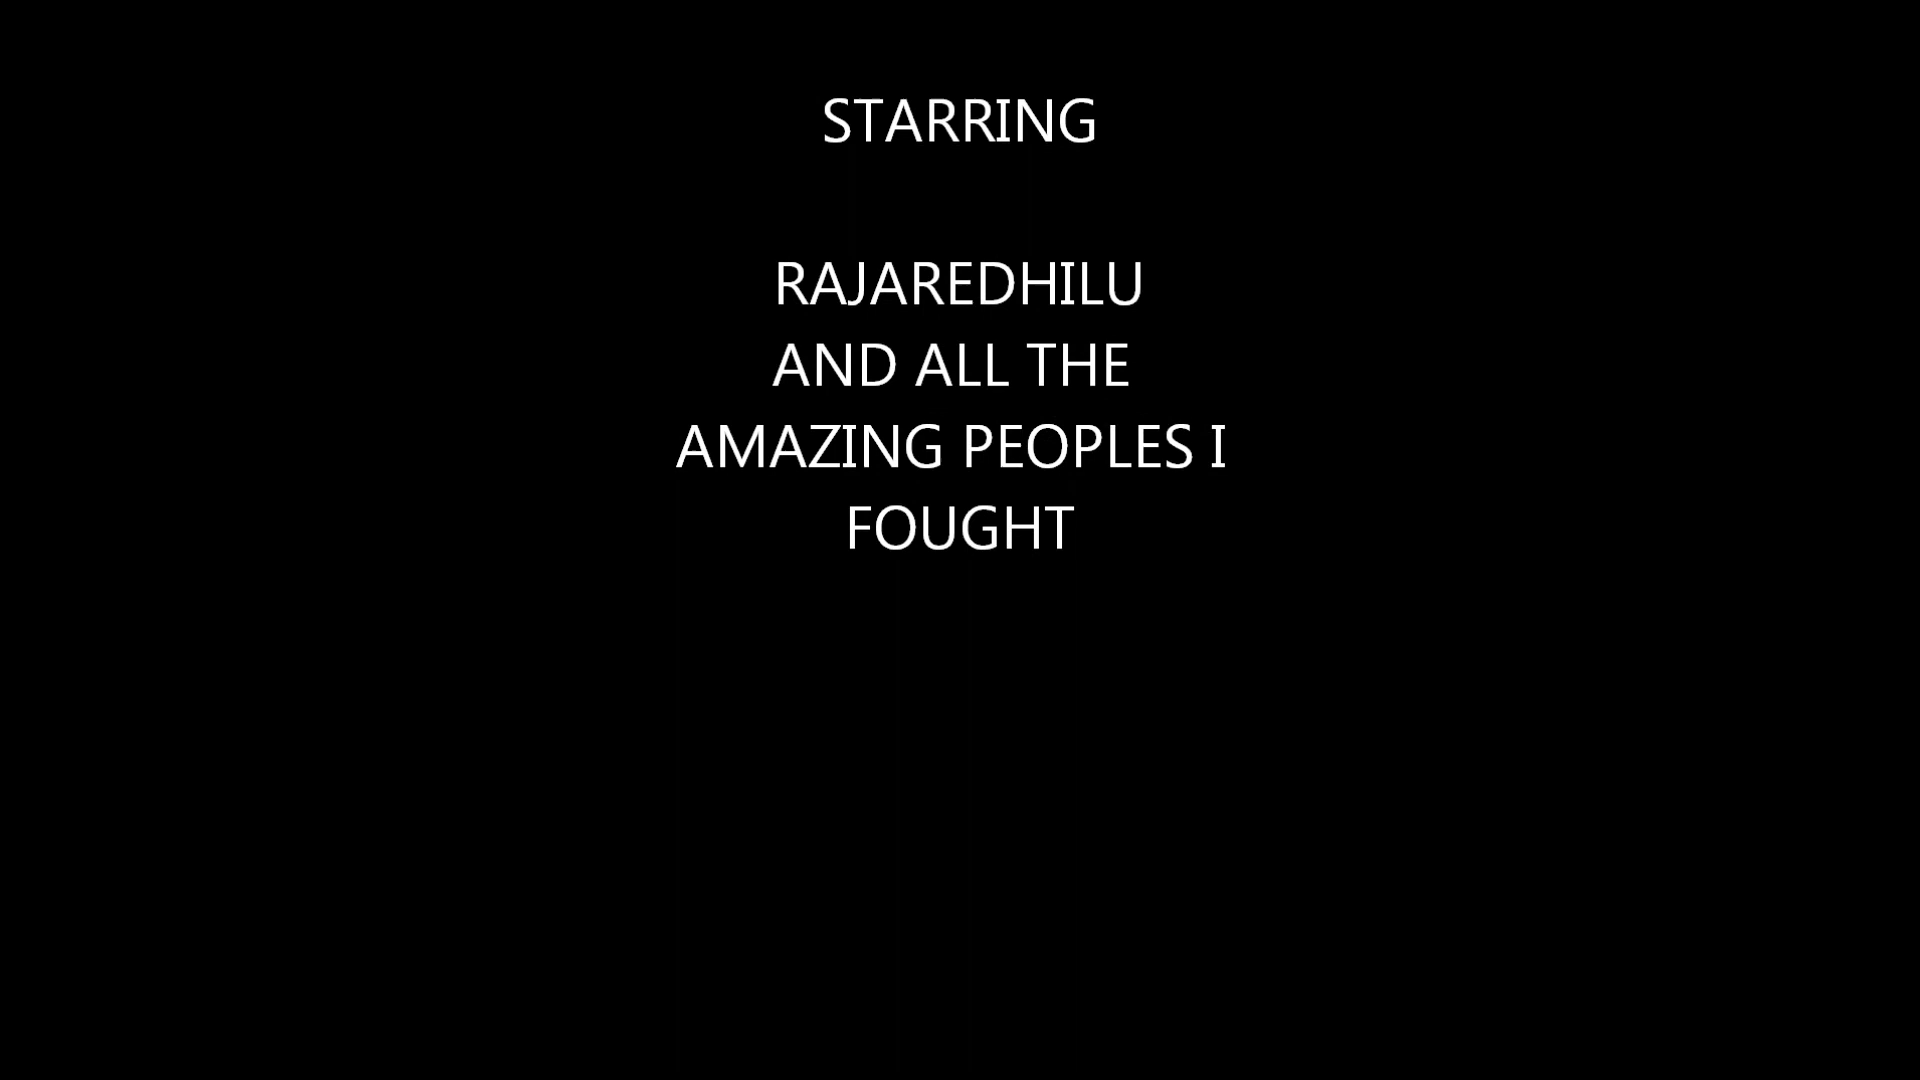 STARRING
RAJAREDHILU
AND ALL THE
AMAZING PEOPLES I
FOUGHT